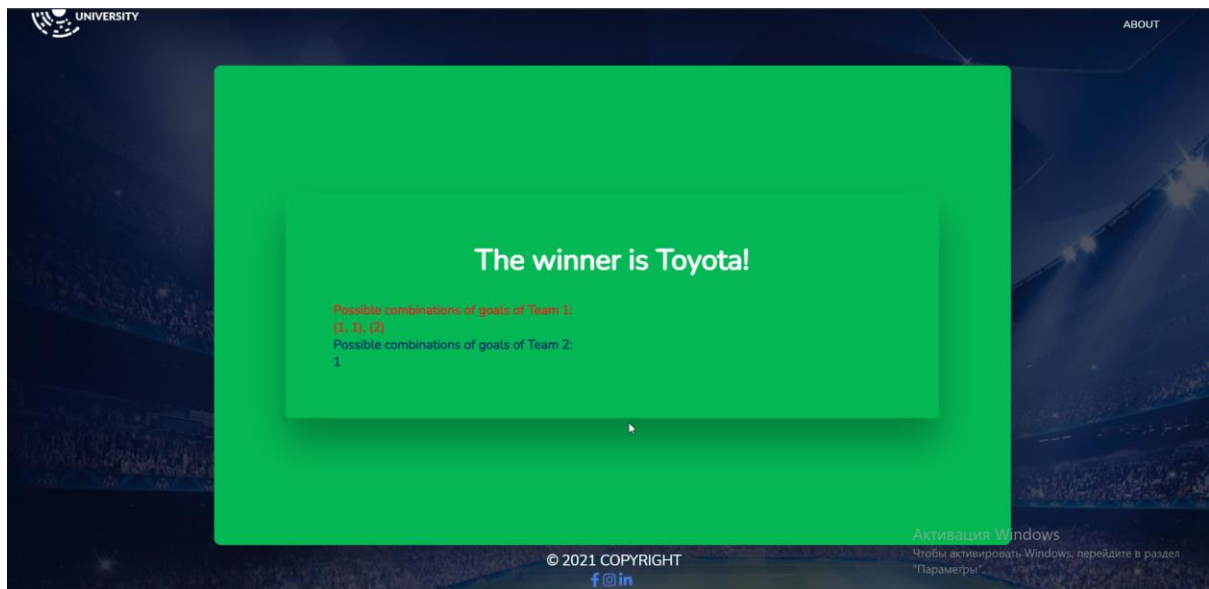 UNIVERSITY
ABOUT
The winner is Toyota!
Possible combinations of goals of Team 1:
(1, 1), (2)
Possible combinations of goals of Team 2:
1
© 2021 COPYRIGHT
Активация Windows
Чтобы активировать Windows, перейдите в раздел
"Параметры".